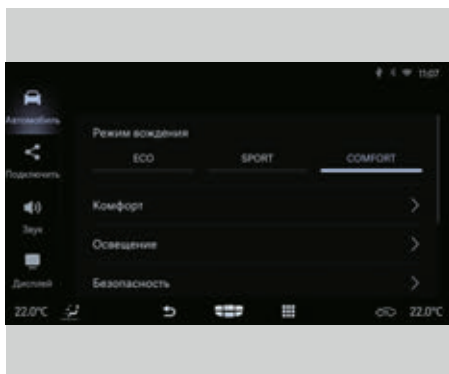 11:07
Автомобиль
Режим вождения
ECO SPORT COMFORT
Подключить
Комфорт
Звук
Освещение
Дисплей
Безопасность
22.0°C 22.0°C